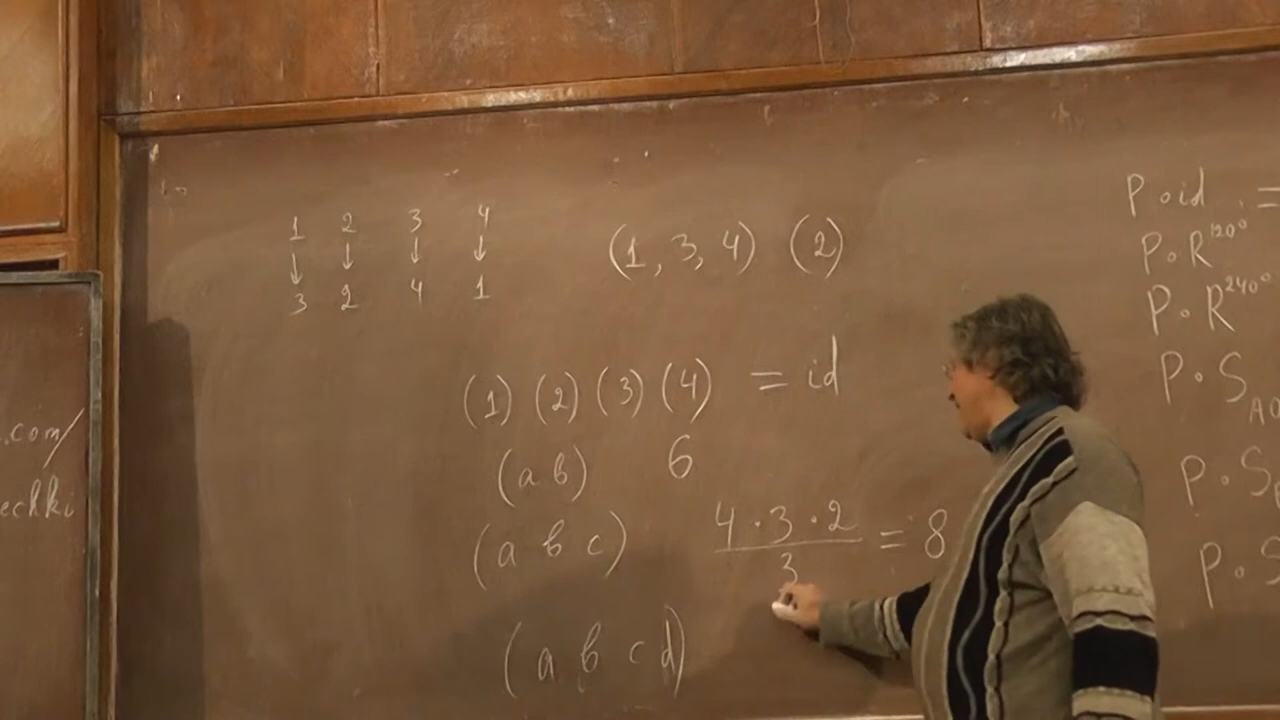 1 2 3 4
↓ ↓ ↓ ↓
3 2 4 1
(1, 3, 4) (2)
(1) (2) (3) (4) = id
(a b) 6
(a b c) 4 · 3 · 2 / 3 = 8
(a b c d)
P∘id =
P∘R^120°
P∘R^240°
P∘S
P∘S
P∘S
.com/
echki